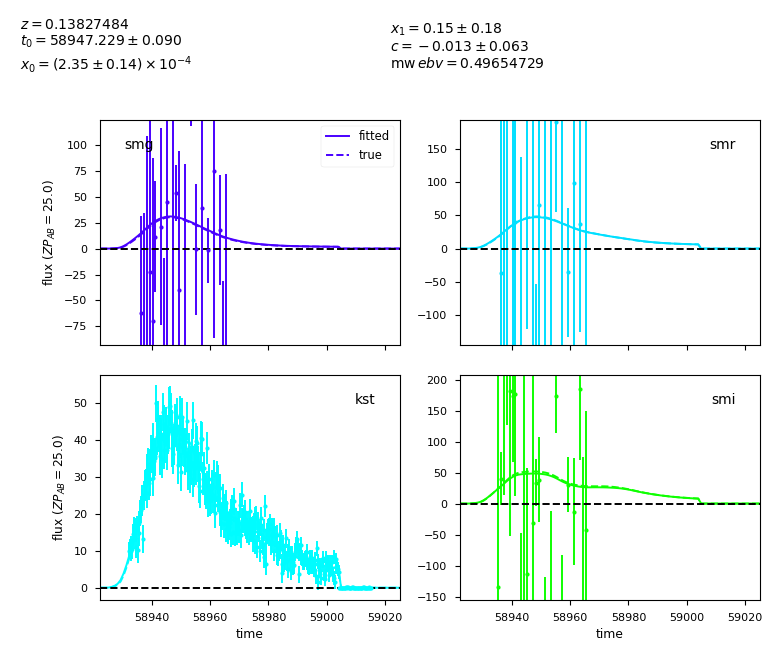 z = 0.13827484
t₀ = 58947.229 ± 0.090
x₀ = (2.35 ± 0.14) × 10⁻⁴
x₁ = 0.15 ± 0.18
c = −0.013 ± 0.063
mw ebv = 0.49654729
smg
fitted
true
100
75
50
25
0
−25
−50
−75
flux (ZP_AB = 25.0)
smr
150
100
50
0
−50
−100
kst
50
40
30
20
10
0
flux (ZP_AB = 25.0)
58940 58960 58980 59000 59020
time
smi
200
150
100
50
0
−50
−100
−150
58940 58960 58980 59000 59020
time